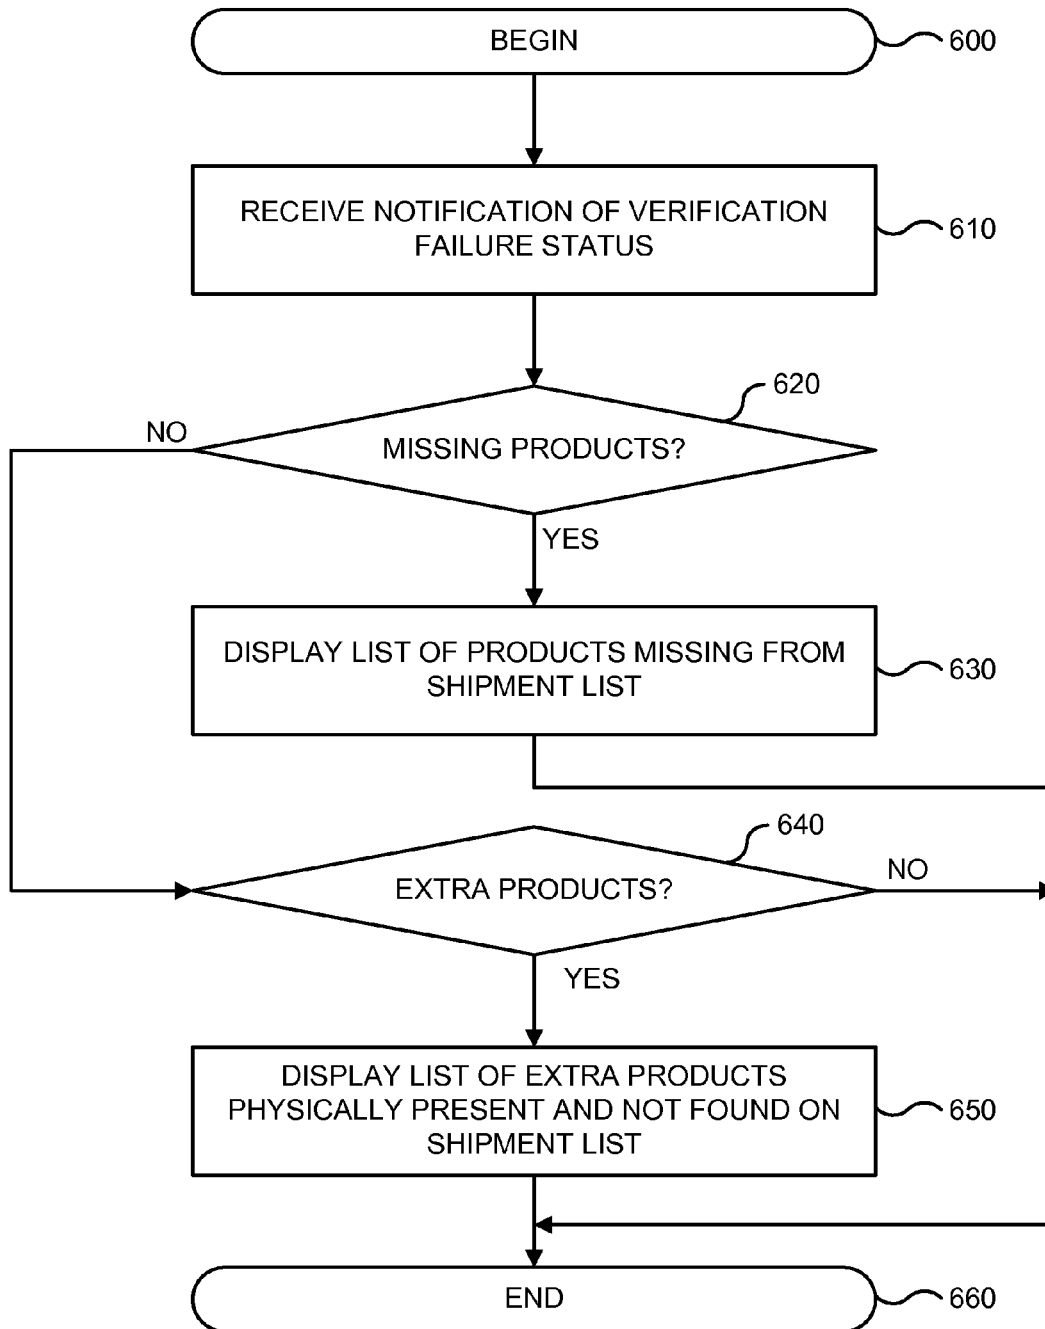 BEGIN
600
RECEIVE NOTIFICATION OF VERIFICATION
FAILURE STATUS
610
620
NO
MISSING PRODUCTS?
YES
DISPLAY LIST OF PRODUCTS MISSING FROM
SHIPMENT LIST
630
640
EXTRA PRODUCTS?
NO
YES
DISPLAY LIST OF EXTRA PRODUCTS
PHYSICALLY PRESENT AND NOT FOUND ON
SHIPMENT LIST
650
END
660